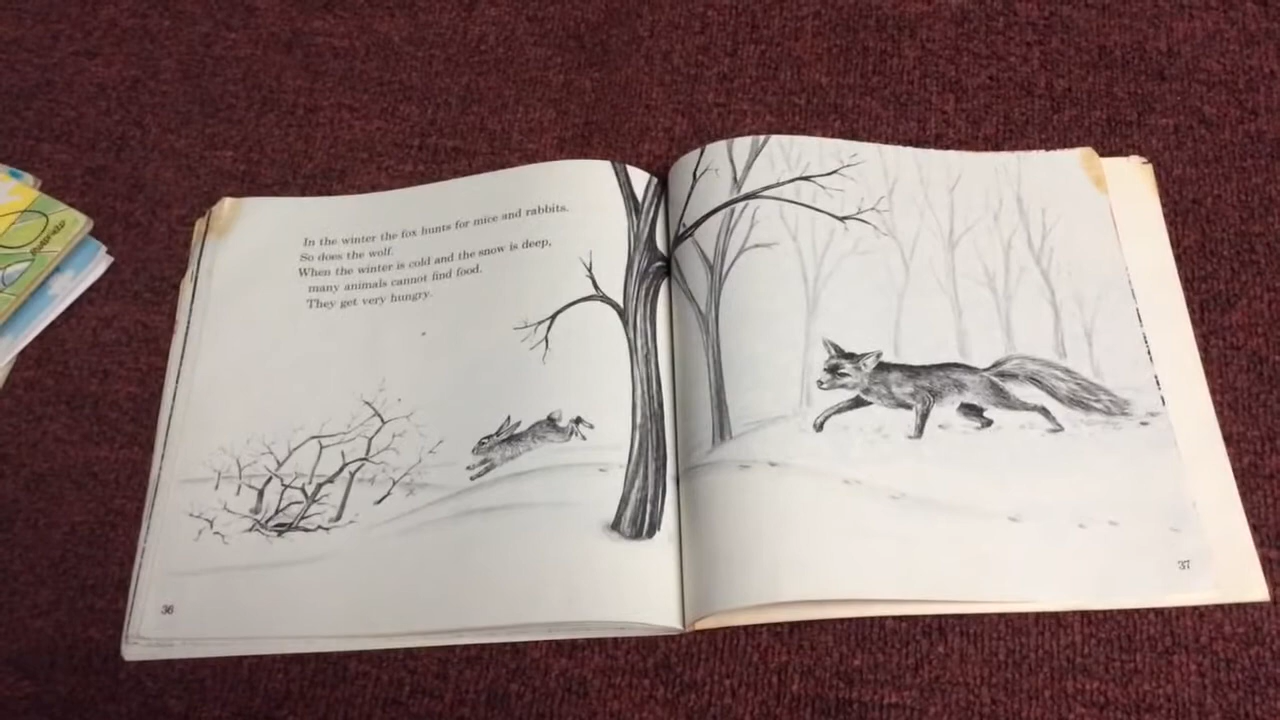 In the winter the fox hunts for mice and rabbits.
So does the wolf.
When the winter is cold and the snow is deep,
many animals cannot find food.
They get very hungry.
36
37